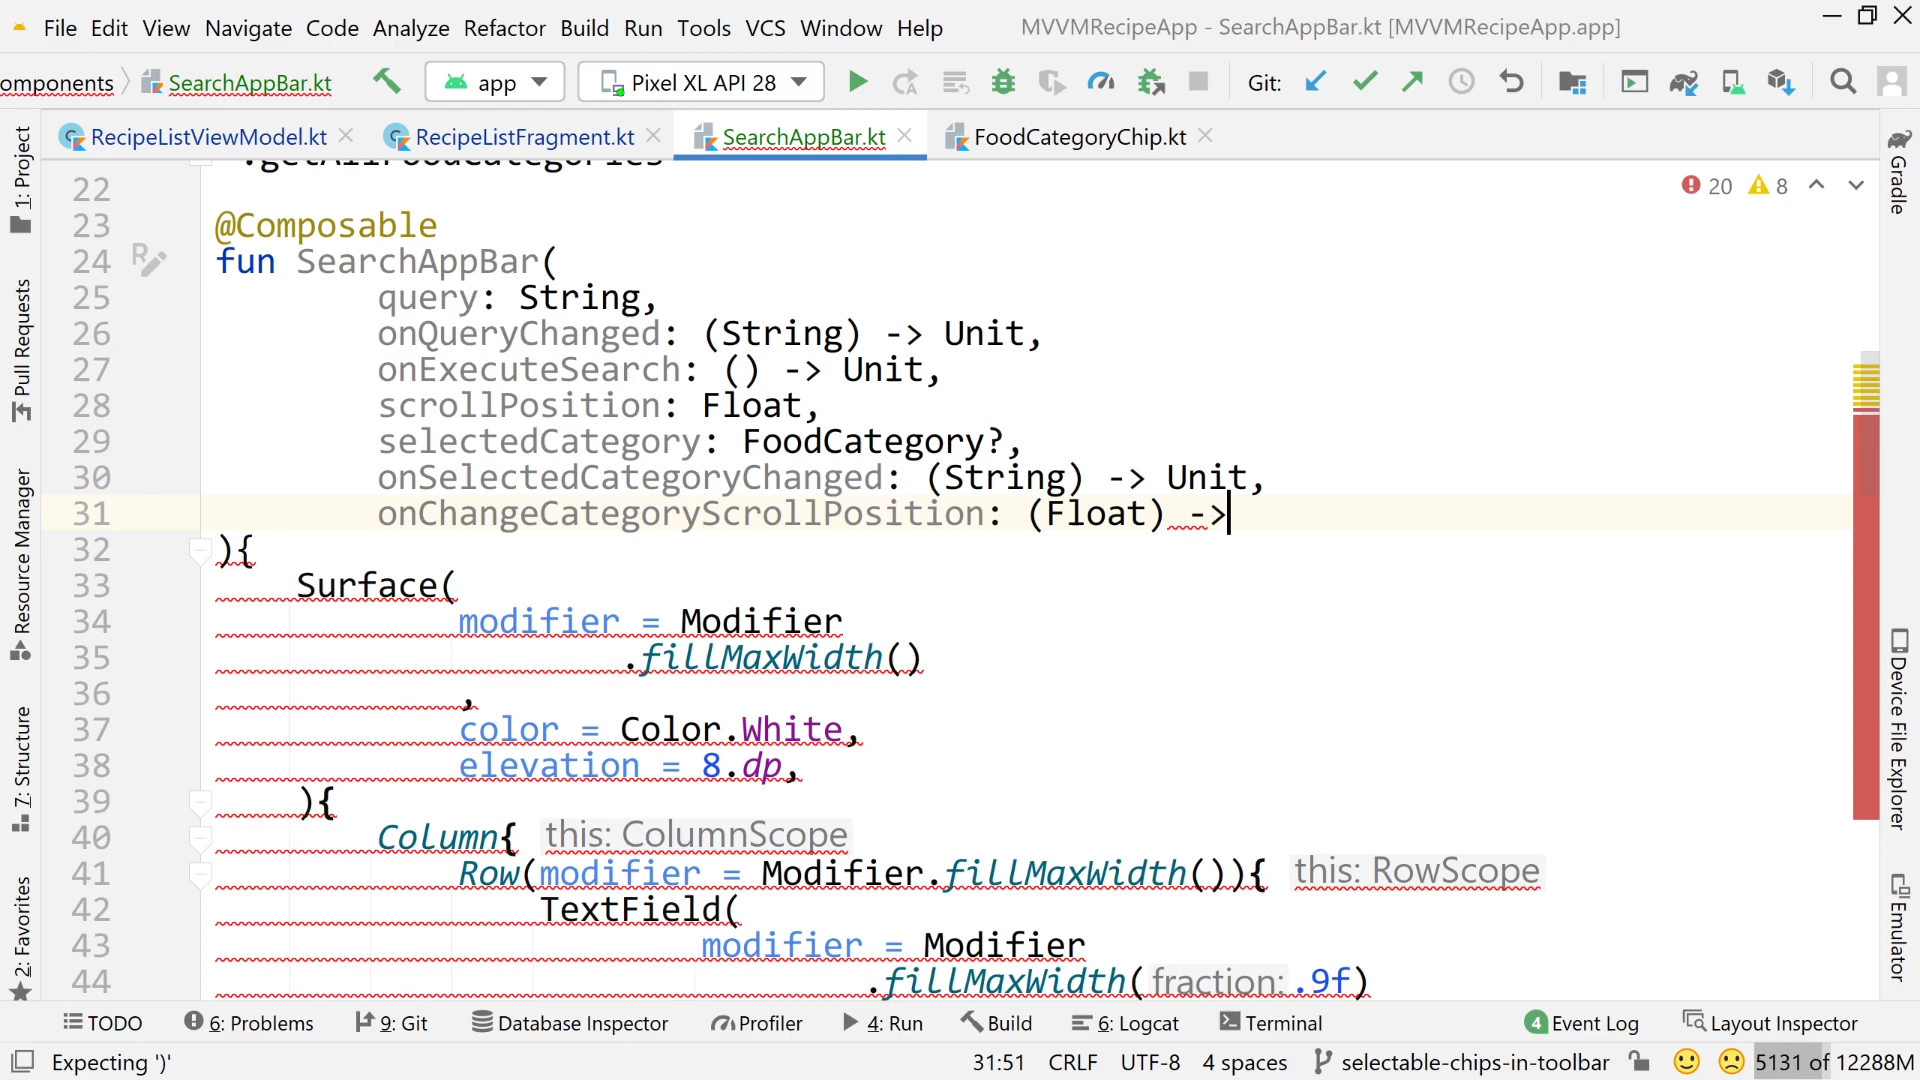 File Edit View Navigate Code Analyze Refactor Build Run Tools VCS Window Help MVVMRecipeApp - SearchAppBar.kt [MVVMRecipeApp.app]
omponents SearchAppBar.kt app Pixel XL API 28 Git:
RecipeListViewModel.kt RecipeListFragment.kt SearchAppBar.kt FoodCategoryChip.kt
.getAllFoodCategories
20 8
22
23 @Composable
24 fun SearchAppBar(
25 query: String,
26 onQueryChanged: (String) -> Unit,
27 onExecuteSearch: () -> Unit,
28 scrollPosition: Float,
29 selectedCategory: FoodCategory?,
30 onSelectedCategoryChanged: (String) -> Unit,
31 onChangeCategoryScrollPosition: (Float) ->
32 ){
33 Surface(
34 modifier = Modifier
35 .fillMaxWidth()
36 ,
37 color = Color.White,
38 elevation = 8.dp,
39 ){
40 Column{ this: ColumnScope
41 Row(modifier = Modifier.fillMaxWidth()){ this: RowScope
42 TextField(
43 modifier = Modifier
44 .fillMaxWidth( fraction: .9f)
1: Project
Pull Requests
Resource Manager
7: Structure
2: Favorites
Gradle
Device File Explorer
Emulator
TODO 6: Problems 9: Git Database Inspector Profiler 4: Run Build 6: Logcat Terminal 4 Event Log Layout Inspector
Expecting ')' 31:51 CRLF UTF-8 4 spaces selectable-chips-in-toolbar 5131 of 12288M